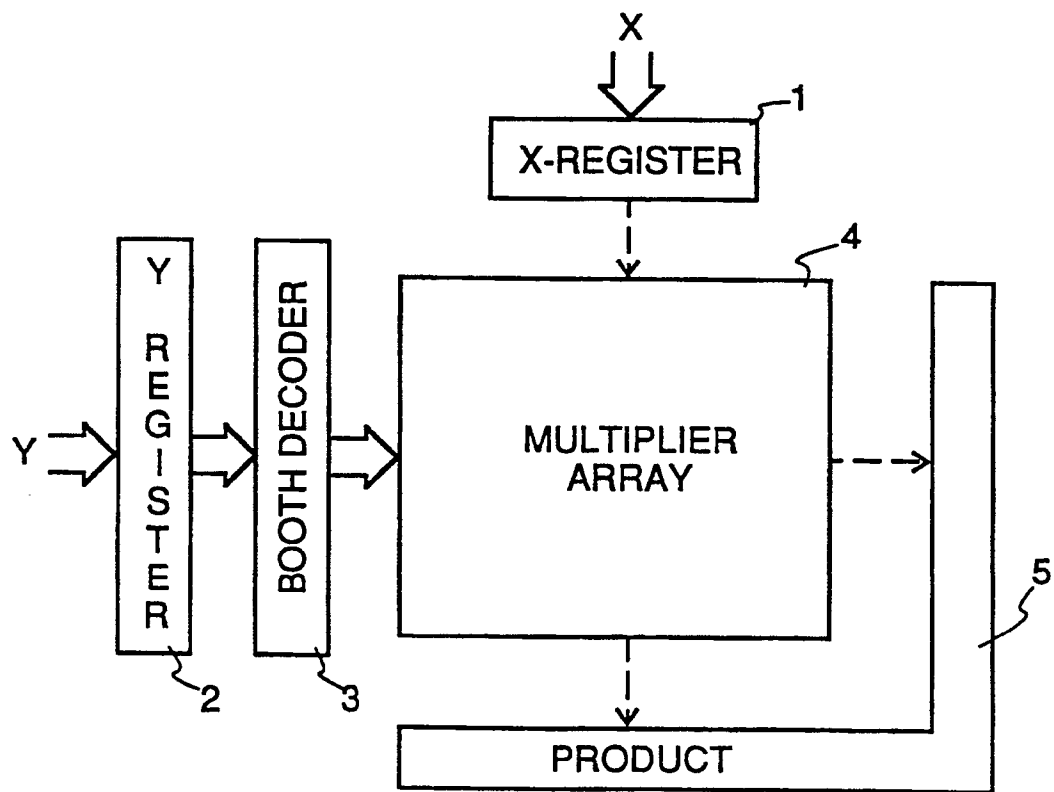 X
1
X-REGISTER
4
Y REGISTER
BOOTH DECODER
Y
MULTIPLIER
ARRAY
5
2
3
PRODUCT